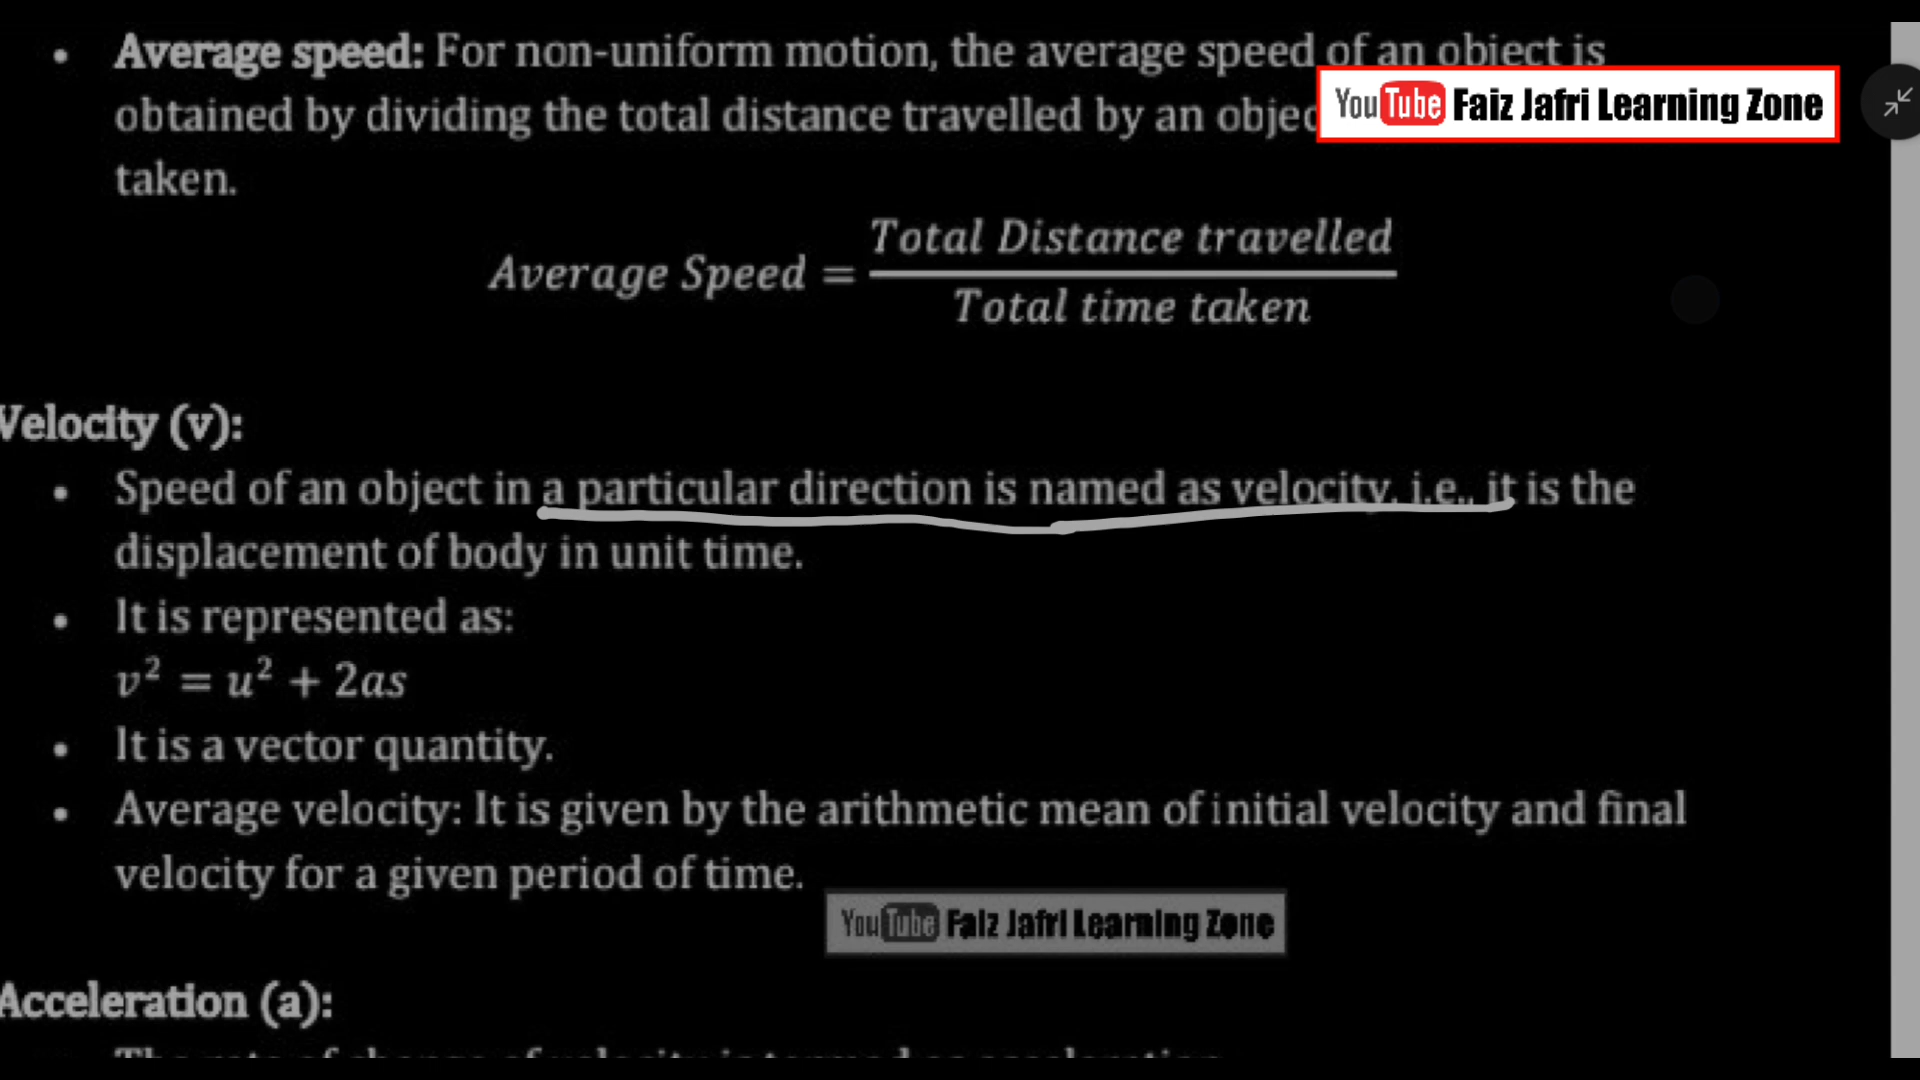 • Average speed: For non-uniform motion, the average speed of an object is
obtained by dividing the total distance travelled by an objec
YouTube Faiz Jafri Learning Zone
taken.
Average Speed = Total Distance travelled / Total time taken
Velocity (v):
• Speed of an object in a particular direction is named as velocity. i.e., it is the
displacement of body in unit time.
• It is represented as:
v² = u² + 2as
• It is a vector quantity.
• Average velocity: It is given by the arithmetic mean of initial velocity and final
velocity for a given period of time.
YouTube Faiz Jafri Learning Zone
Acceleration (a):